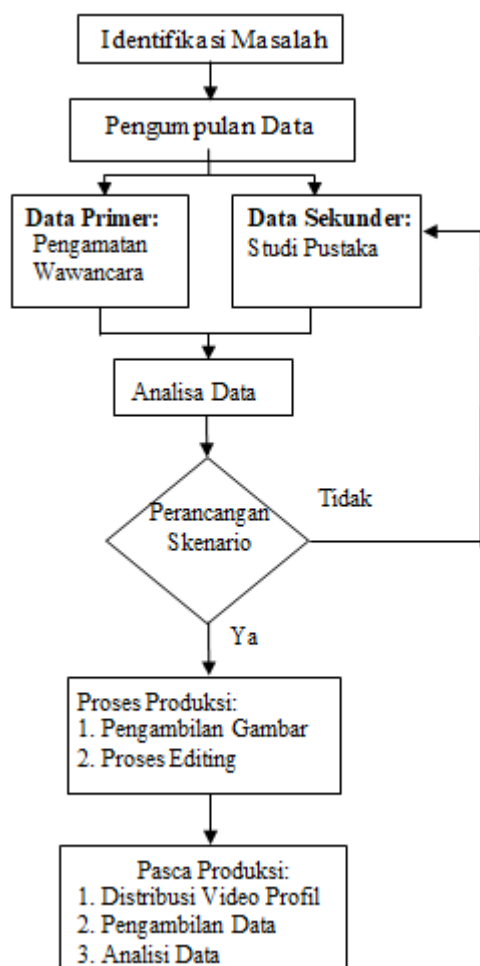 Identifikasi Masalah
Pengumpulan Data
Data Primer:
Pengamatan
Wawancara
Data Sekunder:
Studi Pustaka
Analisa Data
Perancangan
Skenario
Tidak
Ya
Proses Produksi:
1. Pengambilan Gambar
2. Proses Editing
Pasca Produksi:
1. Distribusi Video Profil
2. Pengambilan Data
3. Analisi Data